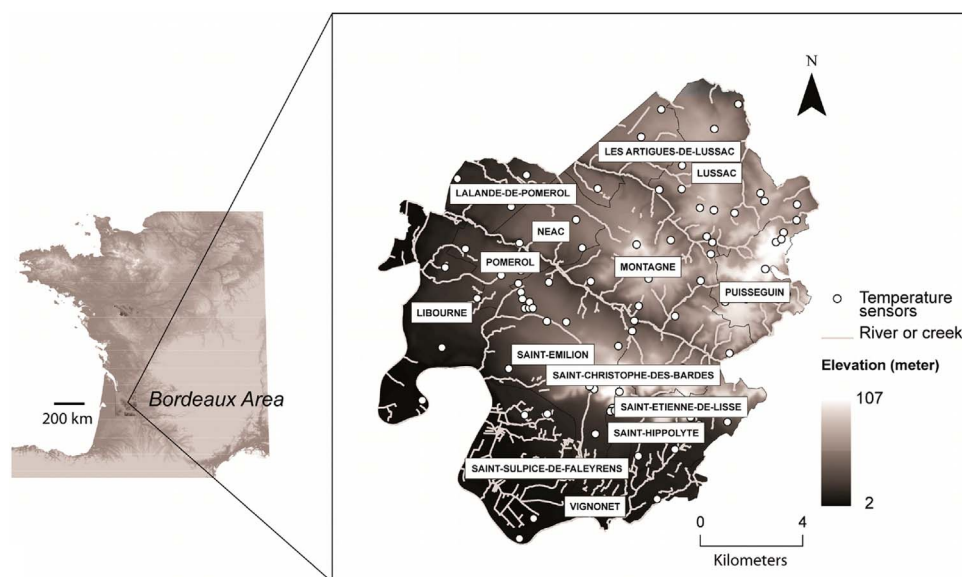 N
LES ARTIGUES-DE-LUSSAC
LUSSAC
LALANDE-DE-POMEROL
NEAC
POMEROL
MONTAGNE
PUISSEGUIN
LIBOURNE
SAINT-EMILION
SAINT-CHRISTOPHE-DES-BARDES
SAINT-ETIENNE-DE-LISSE
SAINT-HIPPOLYTE
SAINT-SULPICE-DE-FALEYRENS
VIGNONET
200 km
Bordeaux Area
Temperature
sensors
River or creek
Elevation (meter)
107
2
0 4
Kilometers